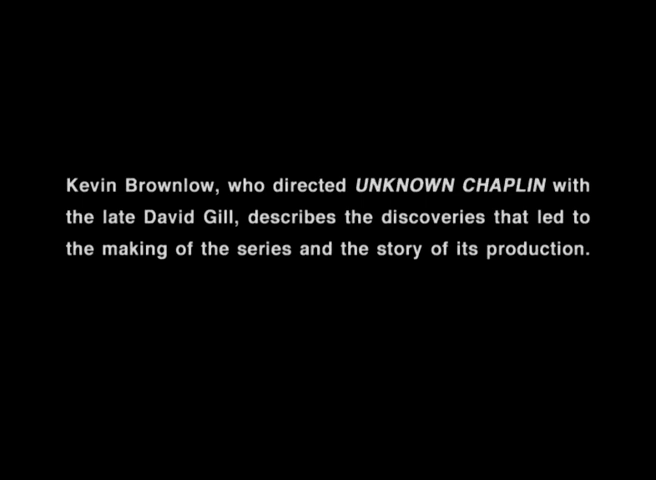 Kevin Brownlow, who directed UNKNOWN CHAPLIN with
the late David Gill, describes the discoveries that led to
the making of the series and the story of its production.